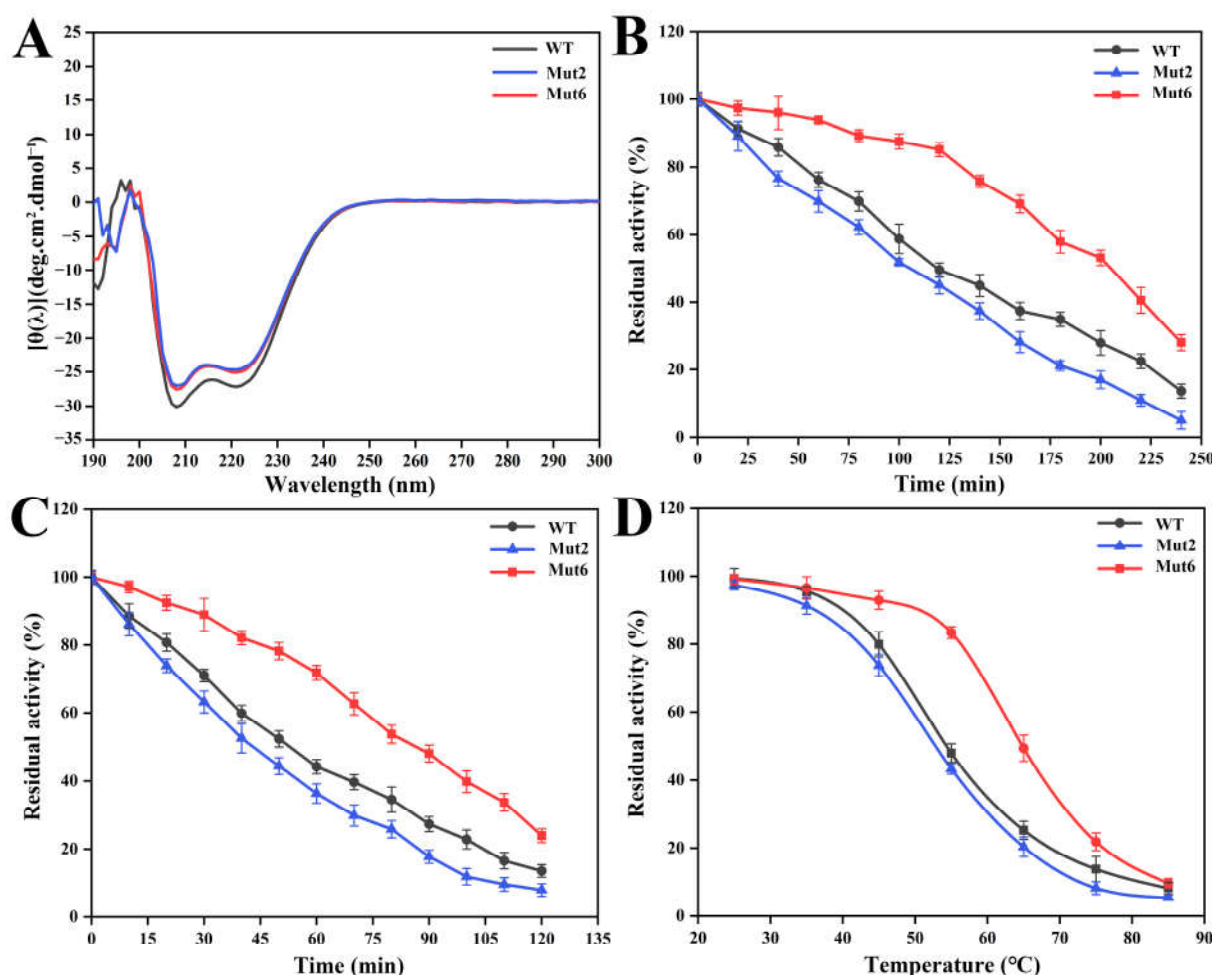 A
25
20
15
10
5
0
−5
−10
−15
−20
−25
−30
−35
[θ(λ)](deg.cm².dmol⁻¹)
WT
Mut2
Mut6
190 200 210 220 230 240 250 260 270 280 290 300
Wavelength (nm)
B
120
100
80
60
40
20
0
Residual activity (%)
WT
Mut2
Mut6
0 25 50 75 100 125 150 175 200 225 250
Time (min)
C
120
100
80
60
40
20
0
Residual activity (%)
WT
Mut2
Mut6
0 15 30 45 60 75 90 105 120 135
Time (min)
D
120
100
80
60
40
20
0
Residual activity (%)
WT
Mut2
Mut6
20 30 40 50 60 70 80 90
Temperature (°C)